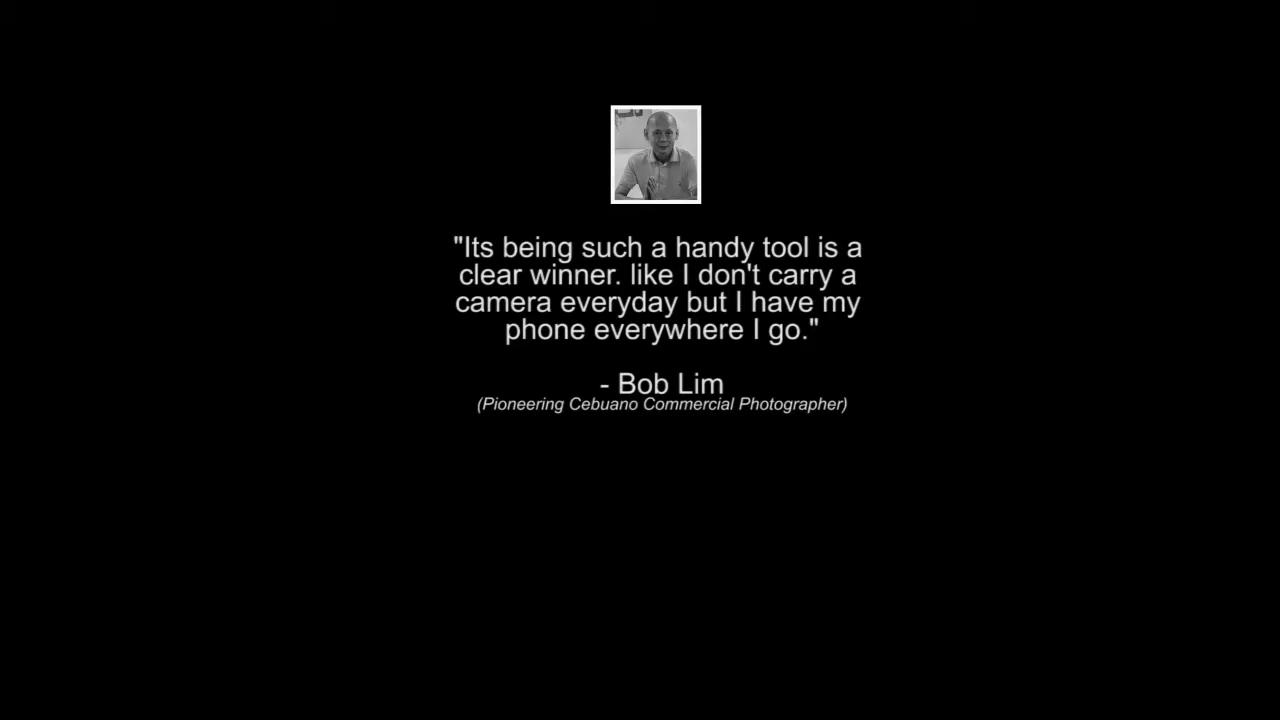 "Its being such a handy tool is a
clear winner. like I don't carry a
camera everyday but I have my
phone everywhere I go."
- Bob Lim
(Pioneering Cebuano Commercial Photographer)